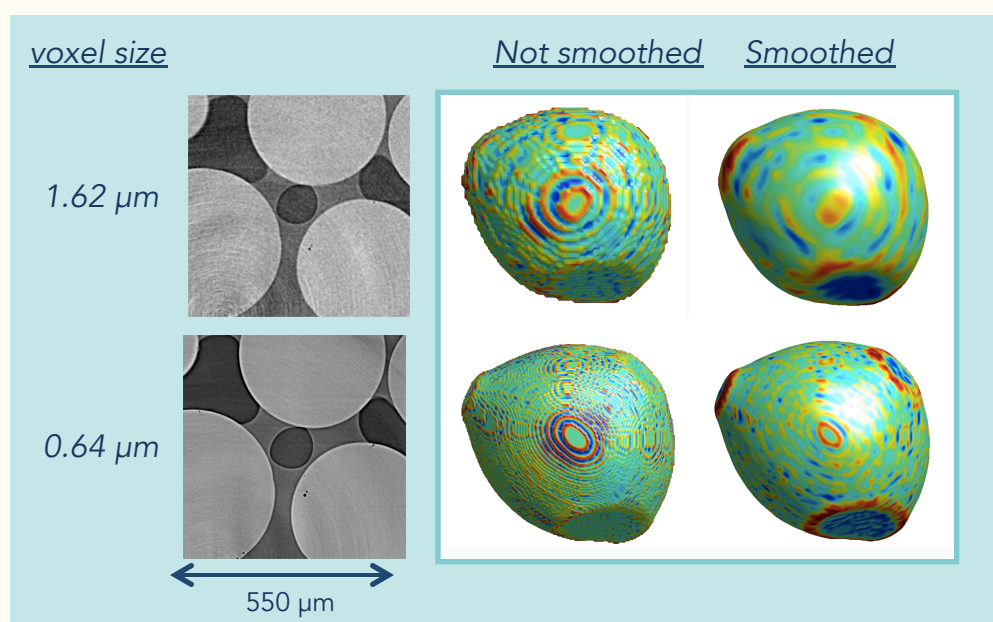 voxel size
Not smoothed
Smoothed
1.62 μm
0.64 μm
550 μm